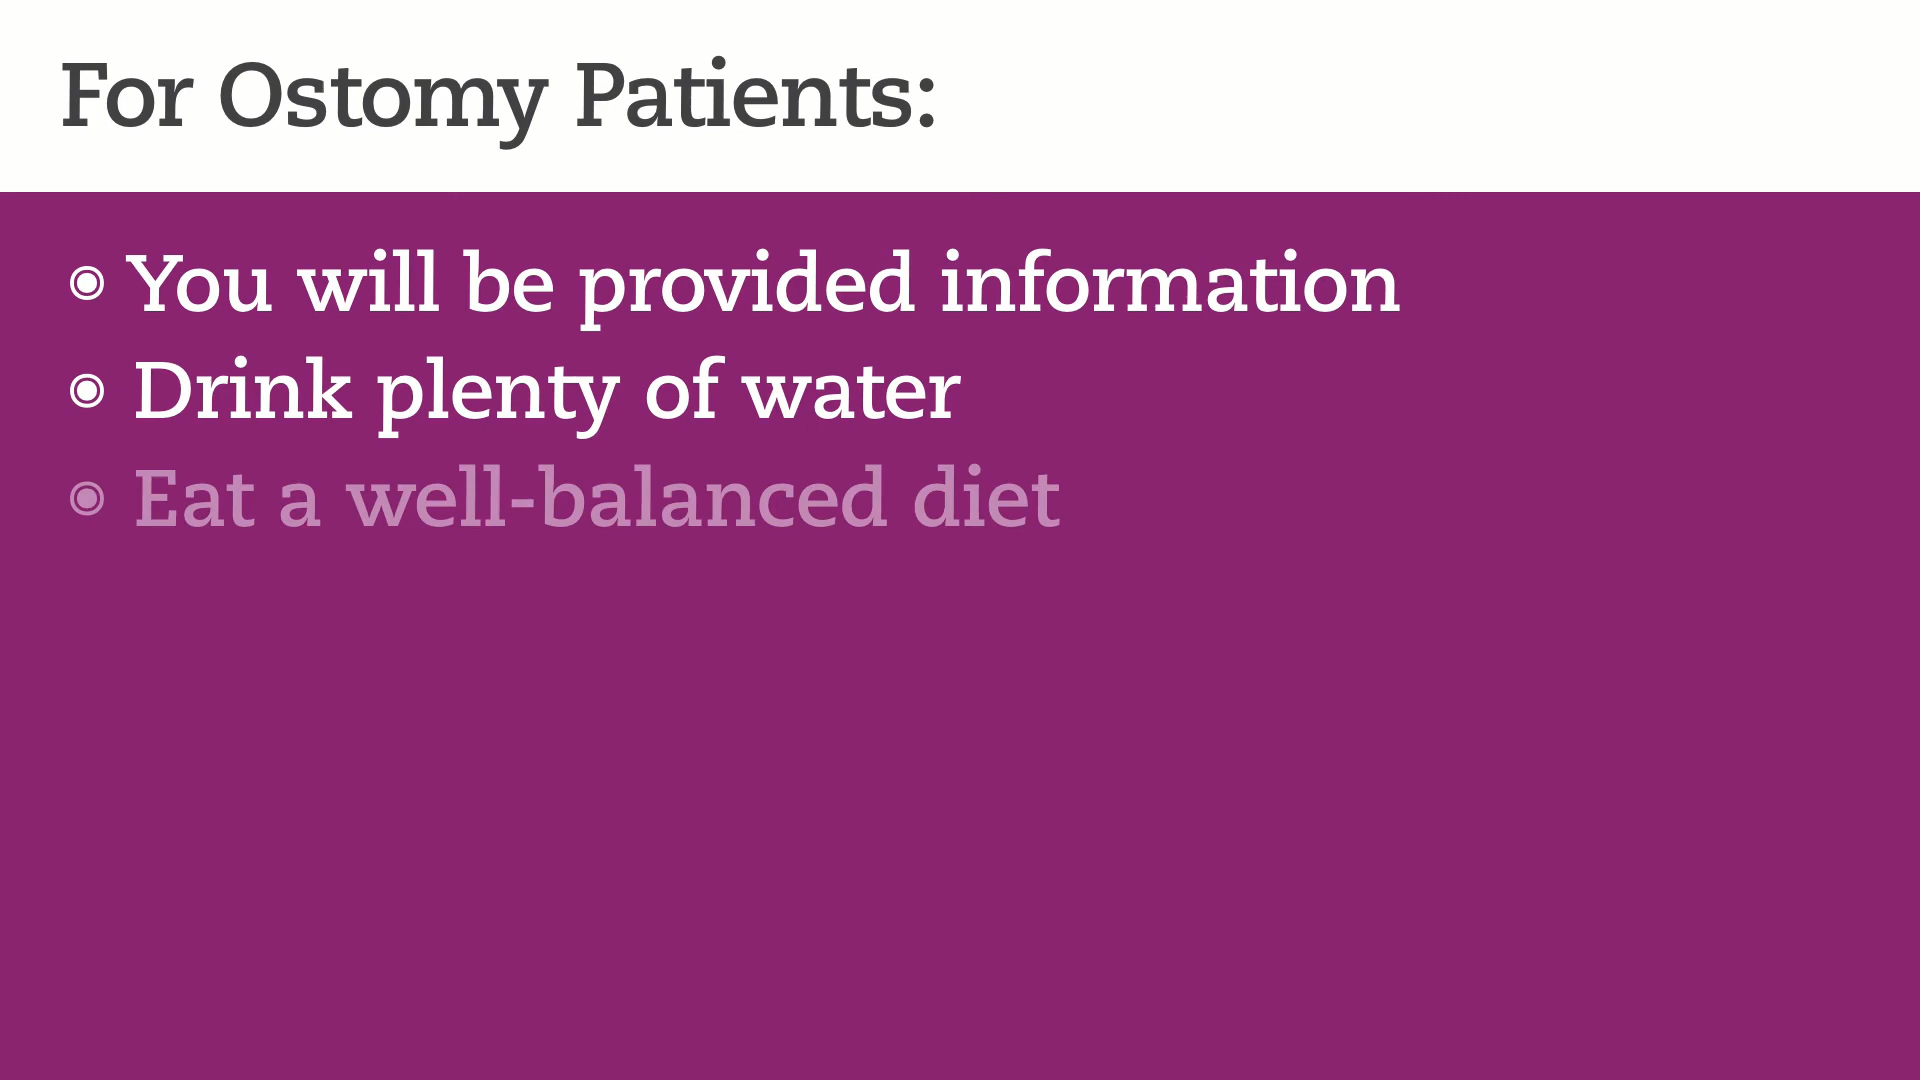 For Ostomy Patients:
◉ You will be provided information
◉ Drink plenty of water
◉ Eat a well-balanced diet